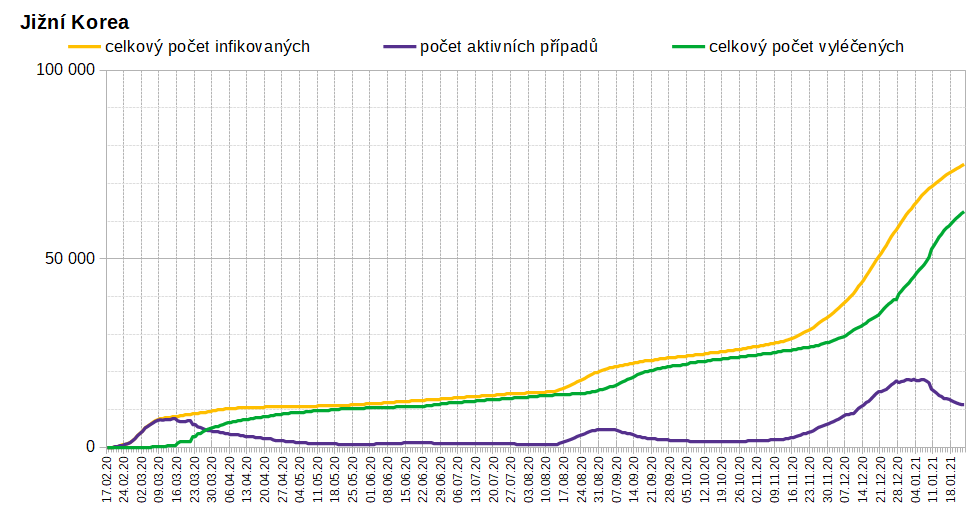 Jižní Korea
celkový počet infikovaných počet aktivních případů celkový počet vyléčených
100 000
50 000
0
17.02.20 24.02.20 02.03.20 09.03.20 16.03.20 23.03.20 30.03.20 06.04.20 13.04.20 20.04.20 27.04.20 04.05.20 11.05.20 18.05.20 25.05.20 01.06.20 08.06.20 15.06.20 22.06.20 29.06.20 06.07.20 13.07.20 20.07.20 27.07.20 03.08.20 10.08.20 17.08.20 24.08.20 31.08.20 07.09.20 14.09.20 21.09.20 28.09.20 05.10.20 12.10.20 19.10.20 26.10.20 02.11.20 09.11.20 16.11.20 23.11.20 30.11.20 07.12.20 14.12.20 21.12.20 28.12.20 04.01.21 11.01.21 18.01.21